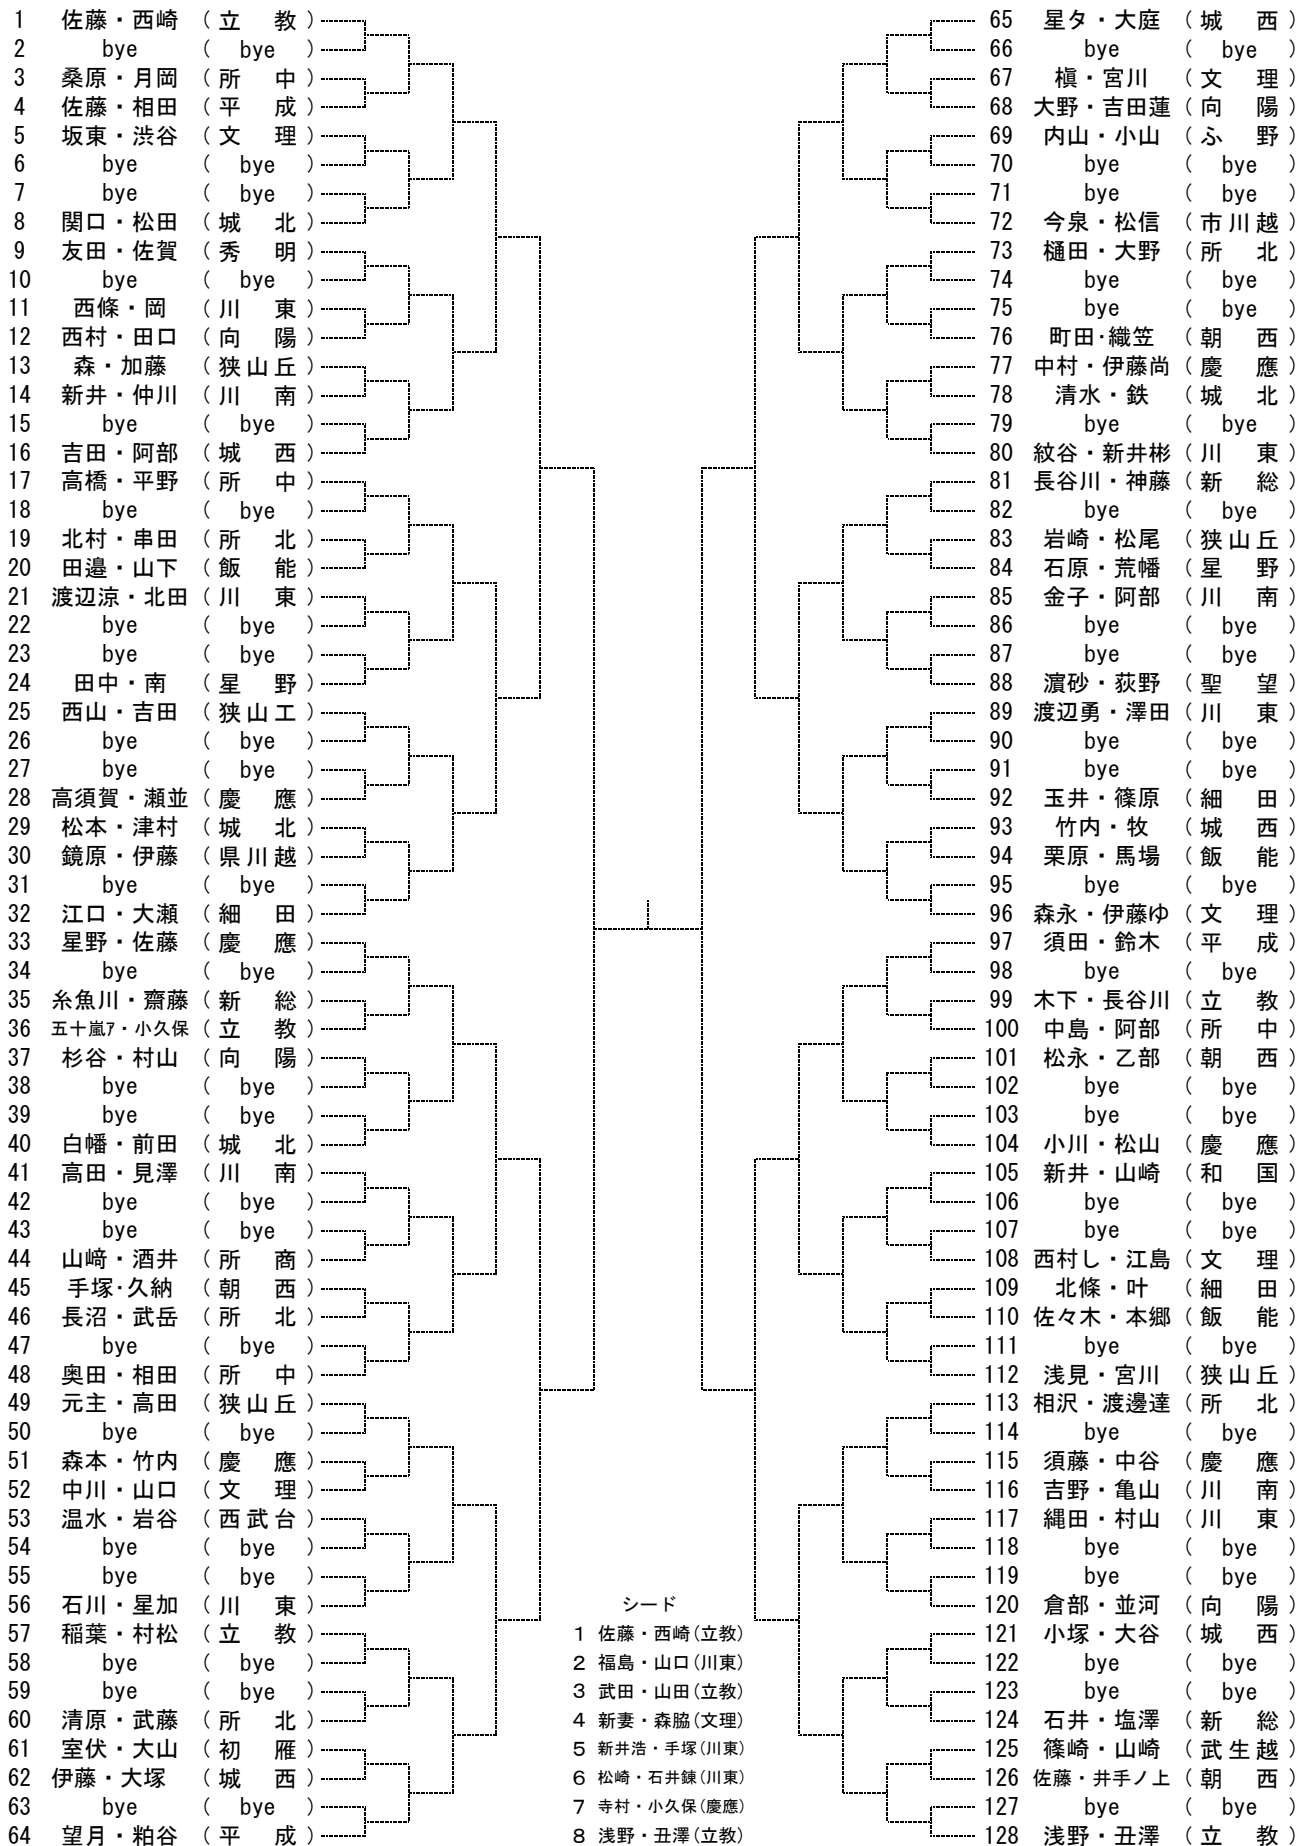 1 佐藤・西崎 （立 教）
2 bye （ bye ）
3 桑原・月岡 （所 中）
4 佐藤・相田 （平 成）
5 坂東・渋谷 （文 理）
6 bye （ bye ）
7 bye （ bye ）
8 関口・松田 （城 北）
9 友田・佐賀 （秀 明）
10 bye （ bye ）
11 西條・岡 （川 東）
12 西村・田口 （向 陽）
13 森・加藤 （狭山丘）
14 新井・仲川 （川 南）
15 bye （ bye ）
16 吉田・阿部 （城 西）
17 高橋・平野 （所 中）
18 bye （ bye ）
19 北村・串田 （所 北）
20 田邉・山下 （飯 能）
21 渡辺涼・北田 （川 東）
22 bye （ bye ）
23 bye （ bye ）
24 田中・南 （星 野）
25 西山・吉田 （狭山工）
26 bye （ bye ）
27 bye （ bye ）
28 高須賀・瀬並 （慶 應）
29 松本・津村 （城 北）
30 鏡原・伊藤 （県川越）
31 bye （ bye ）
32 江口・大瀬 （細 田）
33 星野・佐藤 （慶 應）
34 bye （ bye ）
35 糸魚川・齋藤 （新 総）
36 五十嵐ｱ・小久保 （立 教）
37 杉谷・村山 （向 陽）
38 bye （ bye ）
39 bye （ bye ）
40 白幡・前田 （城 北）
41 高田・見澤 （川 南）
42 bye （ bye ）
43 bye （ bye ）
44 山﨑・酒井 （所 商）
45 手塚･久納 （朝 西）
46 長沼・武岳 （所 北）
47 bye （ bye ）
48 奥田・相田 （所 中）
49 元主・高田 （狭山丘）
50 bye （ bye ）
51 森本・竹内 （慶 應）
52 中川・山口 （文 理）
53 温水・岩谷 （西武台）
54 bye （ bye ）
55 bye （ bye ）
56 石川・星加 （川 東）
57 稲葉・村松 （立 教）
58 bye （ bye ）
59 bye （ bye ）
60 清原・武藤 （所 北）
61 室伏・大山 （初 雁）
62 伊藤・大塚 （城 西）
63 bye （ bye ）
64 望月・粕谷 （平 成）
シード
1 佐藤・西崎(立教)
2 福島・山口(川東)
3 武田・山田(立教)
4 新妻・森脇(文理)
5 新井浩・手塚(川東)
6 松崎・石井錬(川東)
7 寺村・小久保(慶應)
8 浅野・丑澤(立教)
65 星タ・大庭 （城 西）
66 bye （ bye ）
67 槇・宮川 （文 理）
68 大野・吉田蓮 （向 陽）
69 内山・小山 （ふ 野）
70 bye （ bye ）
71 bye （ bye ）
72 今泉・松信 （市川越）
73 樋田・大野 （所 北）
74 bye （ bye ）
75 bye （ bye ）
76 町田･織笠 （朝 西）
77 中村・伊藤尚 （慶 應）
78 清水・鉄 （城 北）
79 bye （ bye ）
80 紋谷・新井彬 （川 東）
81 長谷川・神藤 （新 総）
82 bye （ bye ）
83 岩崎・松尾 （狭山丘）
84 石原・荒幡 （星 野）
85 金子・阿部 （川 南）
86 bye （ bye ）
87 bye （ bye ）
88 濵砂・荻野 （聖 望）
89 渡辺勇・澤田 （川 東）
90 bye （ bye ）
91 bye （ bye ）
92 玉井・篠原 （細 田）
93 竹内・牧 （城 西）
94 栗原・馬場 （飯 能）
95 bye （ bye ）
96 森永・伊藤ゆ （文 理）
97 須田・鈴木 （平 成）
98 bye （ bye ）
99 木下・長谷川 （立 教）
100 中島・阿部 （所 中）
101 松永・乙部 （朝 西）
102 bye （ bye ）
103 bye （ bye ）
104 小川・松山 （慶 應）
105 新井・山崎 （和 国）
106 bye （ bye ）
107 bye （ bye ）
108 西村し・江島 （文 理）
109 北條・叶 （細 田）
110 佐々木・本郷 （飯 能）
111 bye （ bye ）
112 浅見・宮川 （狭山丘）
113 相沢・渡邊達 （所 北）
114 bye （ bye ）
115 須藤・中谷 （慶 應）
116 吉野・亀山 （川 南）
117 縄田・村山 （川 東）
118 bye （ bye ）
119 bye （ bye ）
120 倉部・並河 （向 陽）
121 小塚・大谷 （城 西）
122 bye （ bye ）
123 bye （ bye ）
124 石井・塩澤 （新 総）
125 篠崎・山崎 （武生越）
126 佐藤・井手ノ上 （朝 西）
127 bye （ bye ）
128 浅野・丑澤 （立 教）